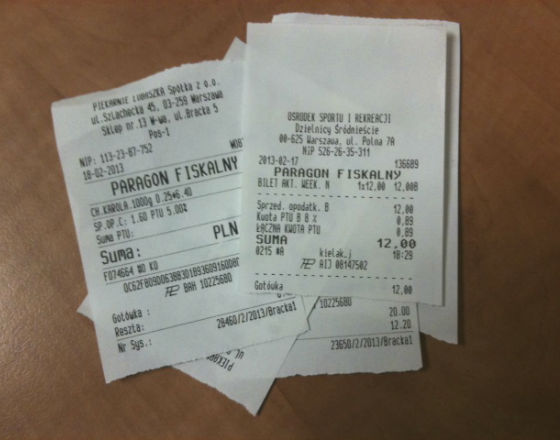 PIEKARNIE LUBASZKA Spółka z o.o.
ul.Szlachecka 45, 03-259 Warszawa
Sklep nr.13 W-wa, ul.Bracka 5
Pos-1
NIP: 113-23-87-752
18-02-2013
PARAGON FISKALNY
CH.KAROLA.1000g 0.25*6.40
SP.OP.C: 1.60 PTU 5.00%
Suma PTU:
Suma: PLN
F074664 #0 KO
BAH 10225680
Gotówka :
Reszta:
Nr Sys.: 28460/2/2013/Bracka1
OŚRODEK SPORTU I REKREACJI
Dzielnicy Śródmieście
00-625 Warszawa, ul. Polna 7A
NIP 526-26-35-311
2013-02-17 136689
PARAGON FISKALNY
BILET AKT. WEEK. N 1x12,00 12,00B
Sprzed. opodatk. B 12,00
Kwota PTU B 8 % 0,89
ŁĄCZNA KWOTA PTU 0,89
SUMA 12,00
0215 #A kielak.j 18:29
AIJ 08147502
Gotówka 12,00
10225680
20.00
12.20
23650/2/2013/Bracka1